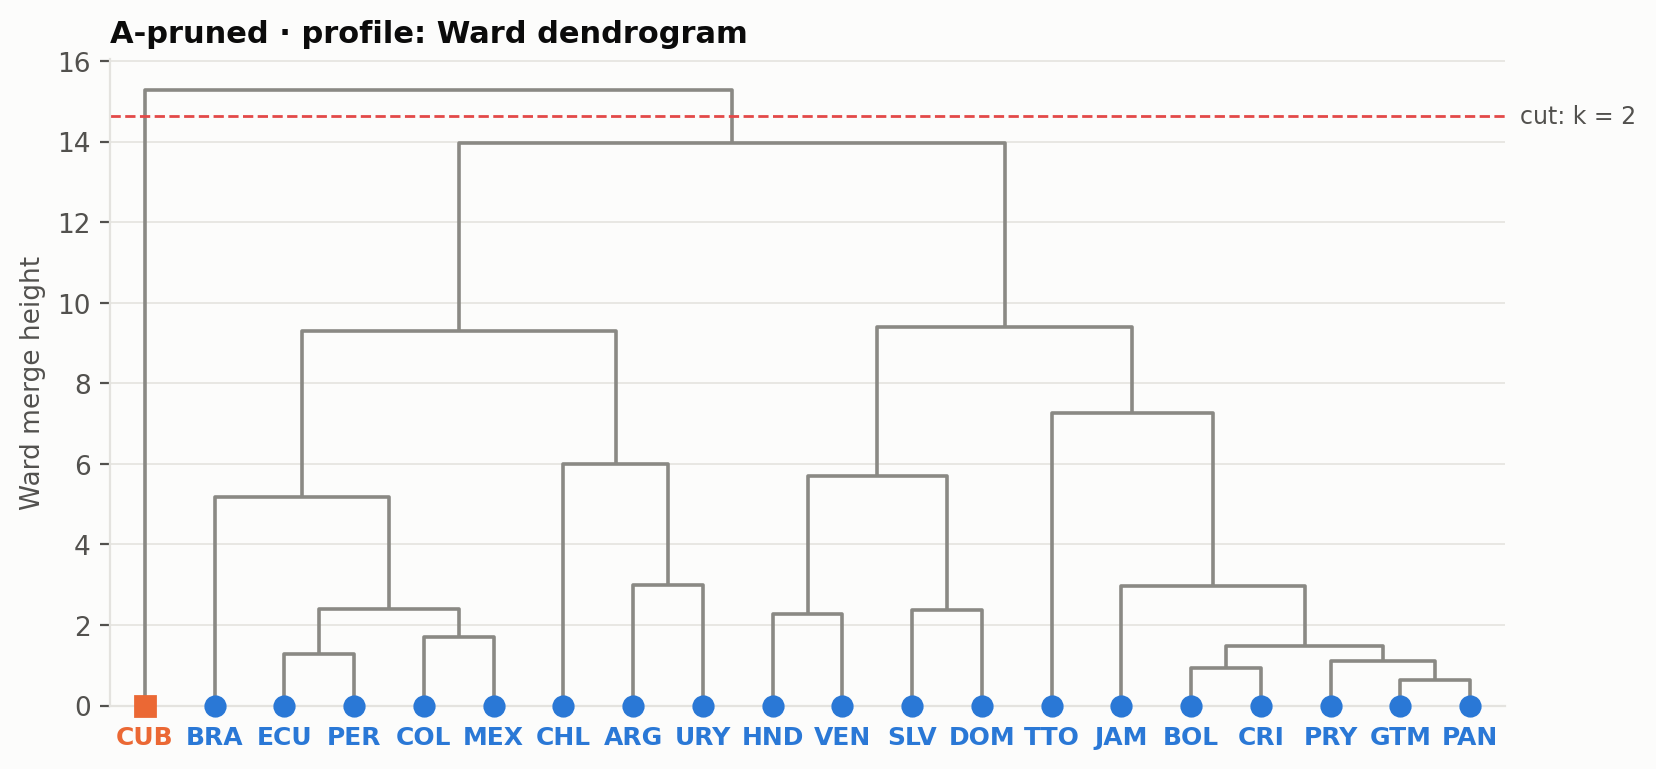 A-pruned · profile: Ward dendrogram
Ward merge height
16
14
12
10
8
6
4
2
0
cut: k = 2
CUB BRA ECU PER COL MEX CHL ARG URY HND VEN SLV DOM TTO JAM BOL CRI PRY GTM PAN